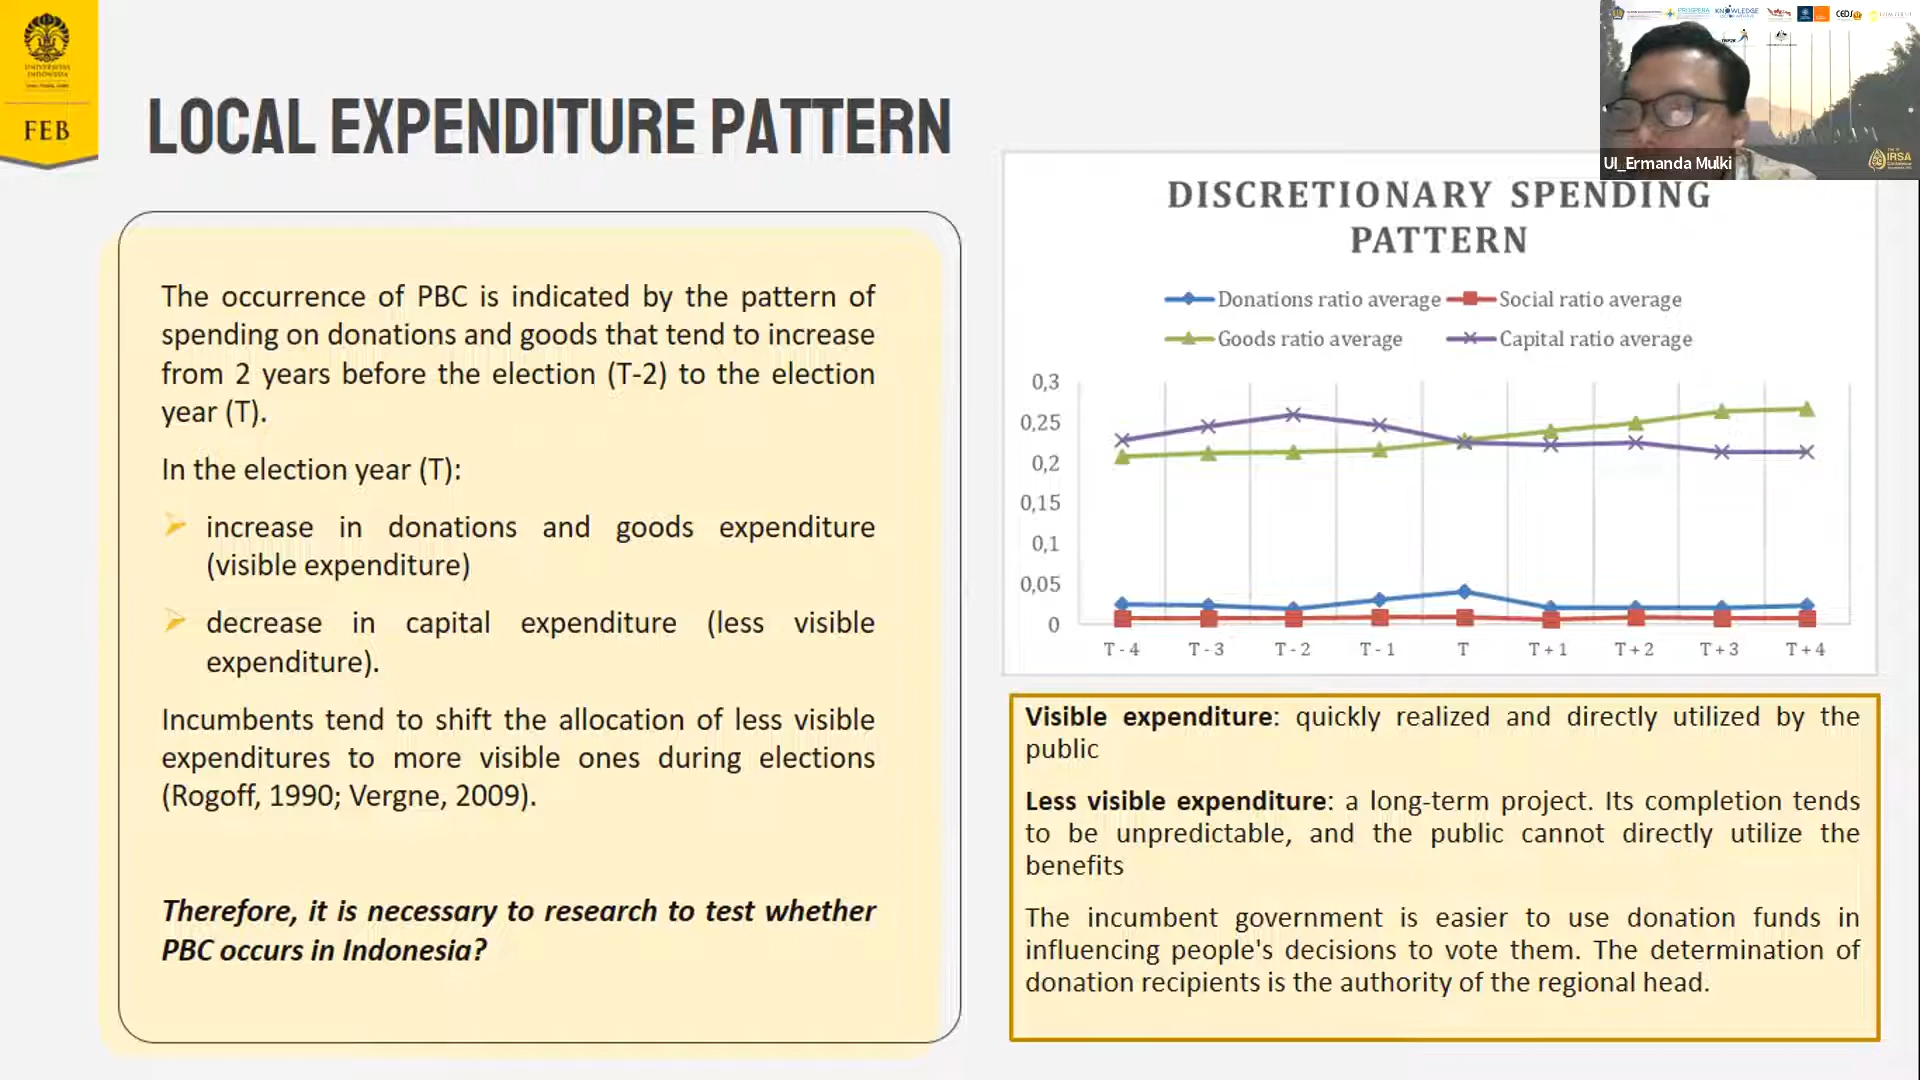 UNIVERSITAS
INDONESIA
FEB
LOCAL EXPENDITURE PATTERN
The occurrence of PBC is indicated by the pattern of
spending on donations and goods that tend to increase
from 2 years before the election (T-2) to the election
year (T).
In the election year (T):
increase in donations and goods expenditure
(visible expenditure)
decrease in capital expenditure (less visible
expenditure).
Incumbents tend to shift the allocation of less visible
expenditures to more visible ones during elections
(Rogoff, 1990; Vergne, 2009).
Therefore, it is necessary to research to test whether
PBC occurs in Indonesia?
PROSPERA
KNOWLEDGE
CEDS
IRSA
UI_Ermanda Mulki
DISCRETIONARY SPENDING
PATTERN
Donations ratio average
Social ratio average
Goods ratio average
Capital ratio average
0,3
0,25
0,2
0,15
0,1
0,05
0
T - 4 T - 3 T - 2 T - 1 T T + 1 T + 2 T + 3 T + 4
Visible expenditure: quickly realized and directly utilized by the
public
Less visible expenditure: a long-term project. Its completion tends
to be unpredictable, and the public cannot directly utilize the
benefits
The incumbent government is easier to use donation funds in
influencing people's decisions to vote them. The determination of
donation recipients is the authority of the regional head.